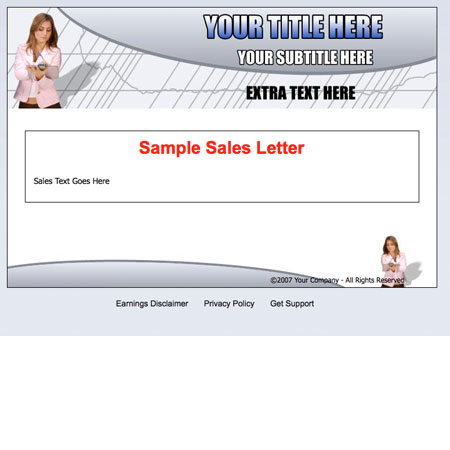 YOUR TITLE HERE
YOUR SUBTITLE HERE
EXTRA TEXT HERE
Sample Sales Letter
Sales Text Goes Here
©2007 Your Company - All Rights Reserved
Earnings Disclaimer Privacy Policy Get Support